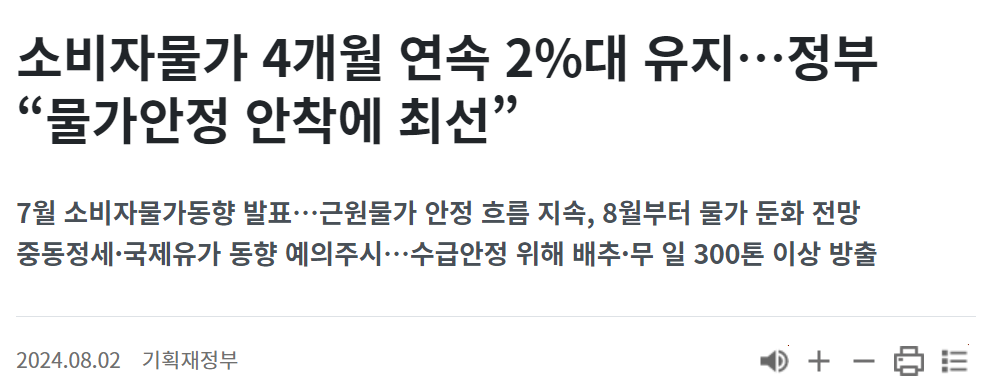 소비자물가 4개월 연속 2%대 유지…정부
“물가안정 안착에 최선”
7월 소비자물가동향 발표…근원물가 안정 흐름 지속, 8월부터 물가 둔화 전망
중동정세·국제유가 동향 예의주시…수급안정 위해 배추·무 일 300톤 이상 방출
2024.08.02 기획재정부